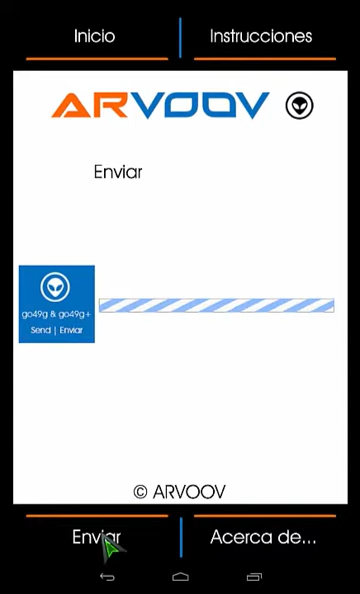 Inicio
Instrucciones
ARVOOV
Enviar
go49g & go49g+
Send | Enviar
© ARVOOV
Enviar
Acerca de...